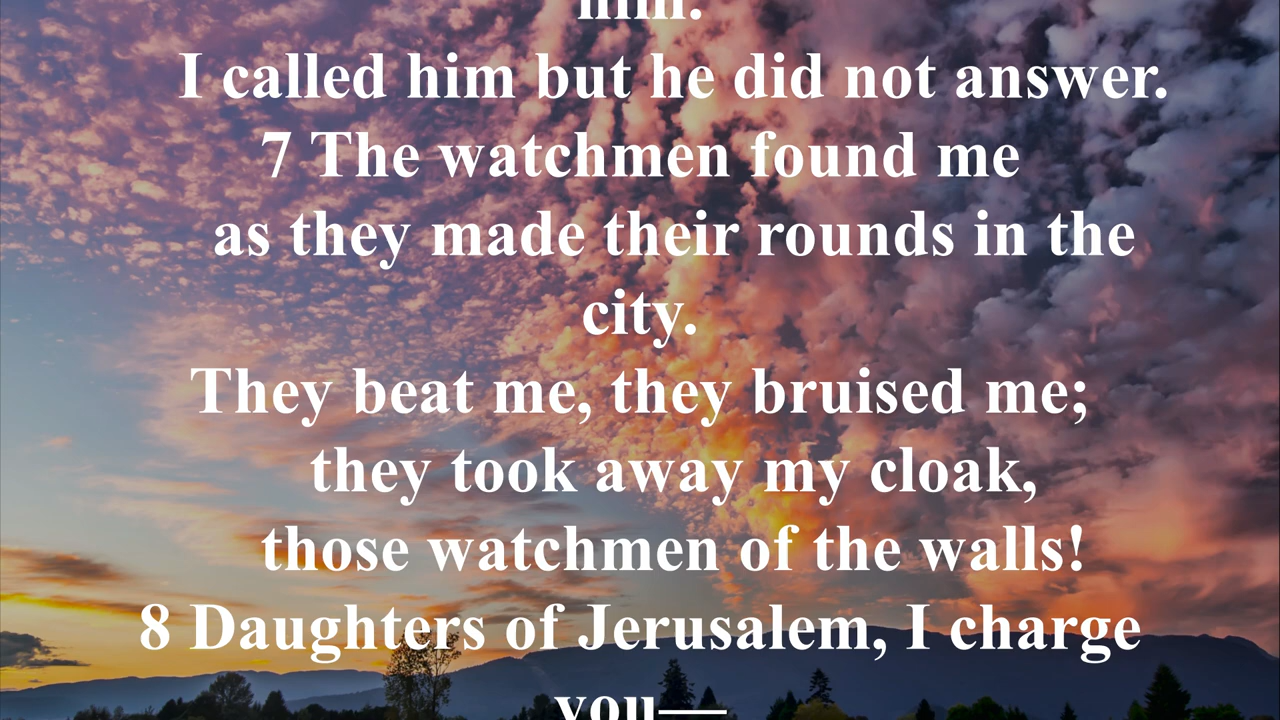 him.
I called him but he did not answer.
7 The watchmen found me
as they made their rounds in the
city.
They beat me, they bruised me;
they took away my cloak,
those watchmen of the walls!
8 Daughters of Jerusalem, I charge
you—